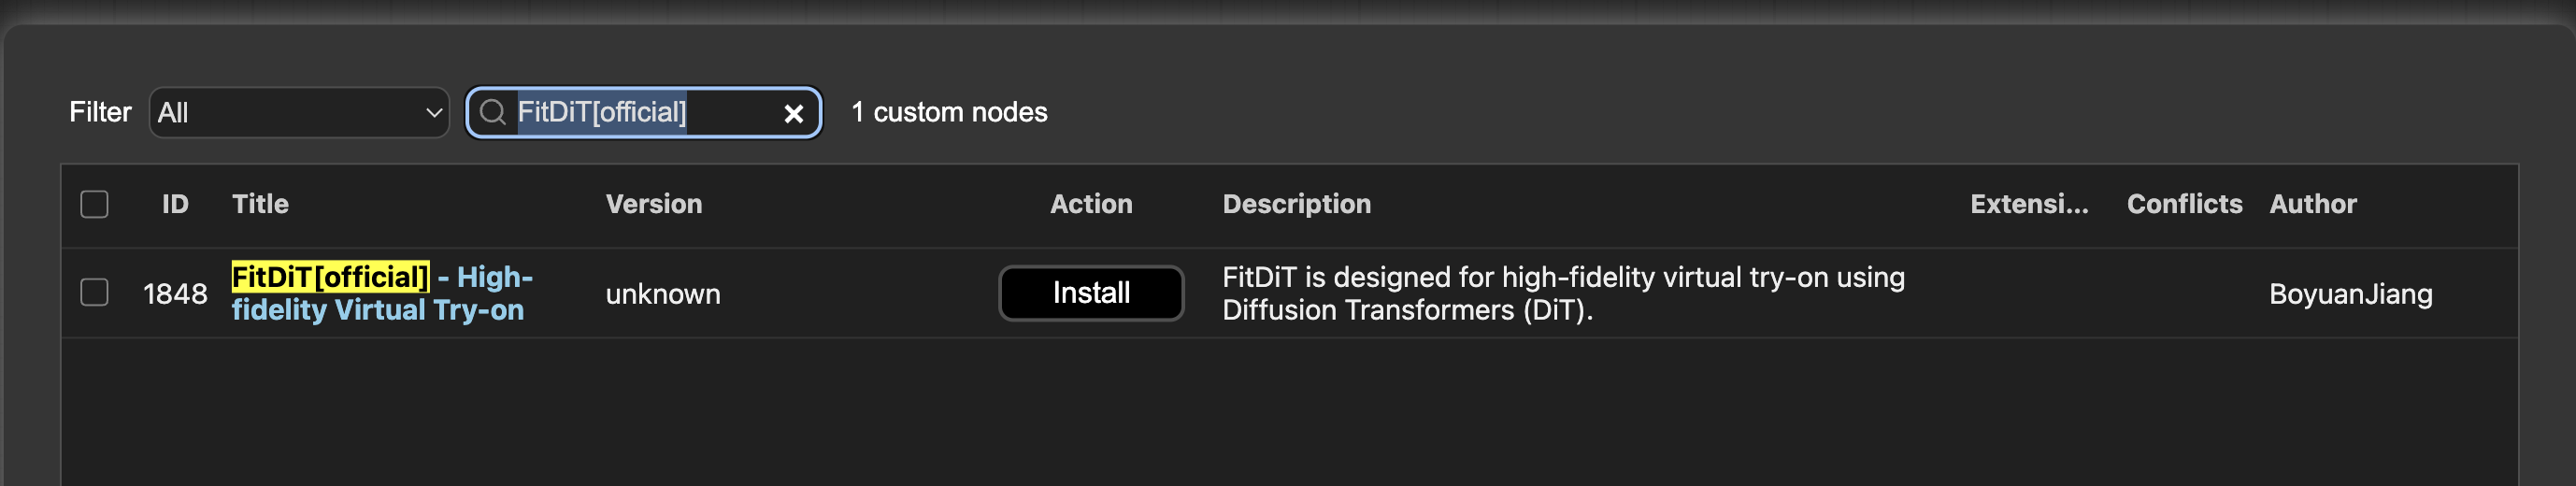 Filter All FitDiT[official] 1 custom nodes
ID Title Version Action Description Extensi... Conflicts Author
1848 FitDiT[official] - High- unknown Install FitDiT is designed for high-fidelity virtual try-on using BoyuanJiang
fidelity Virtual Try-on Diffusion Transformers (DiT).